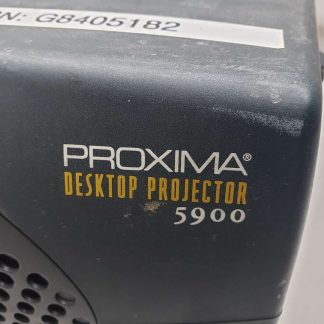 N: G8405182
PROXIMA®
DESKTOP PROJECTOR
5900